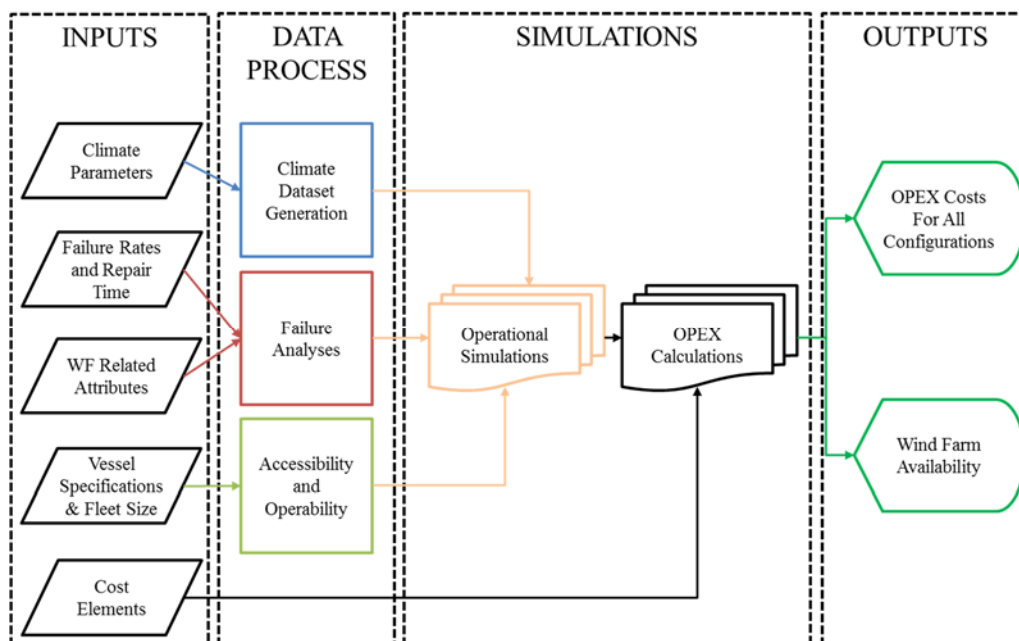 INPUTS
DATA
PROCESS
SIMULATIONS
OUTPUTS
Climate
Parameters
Failure Rates
and Repair
Time
WF Related
Attributes
Vessel
Specifications
& Fleet Size
Cost
Elements
Climate
Dataset
Generation
Failure
Analyses
Accessibility
and
Operability
Operational
Simulations
OPEX
Calculations
OPEX Costs
For All
Configurations
Wind Farm
Availability